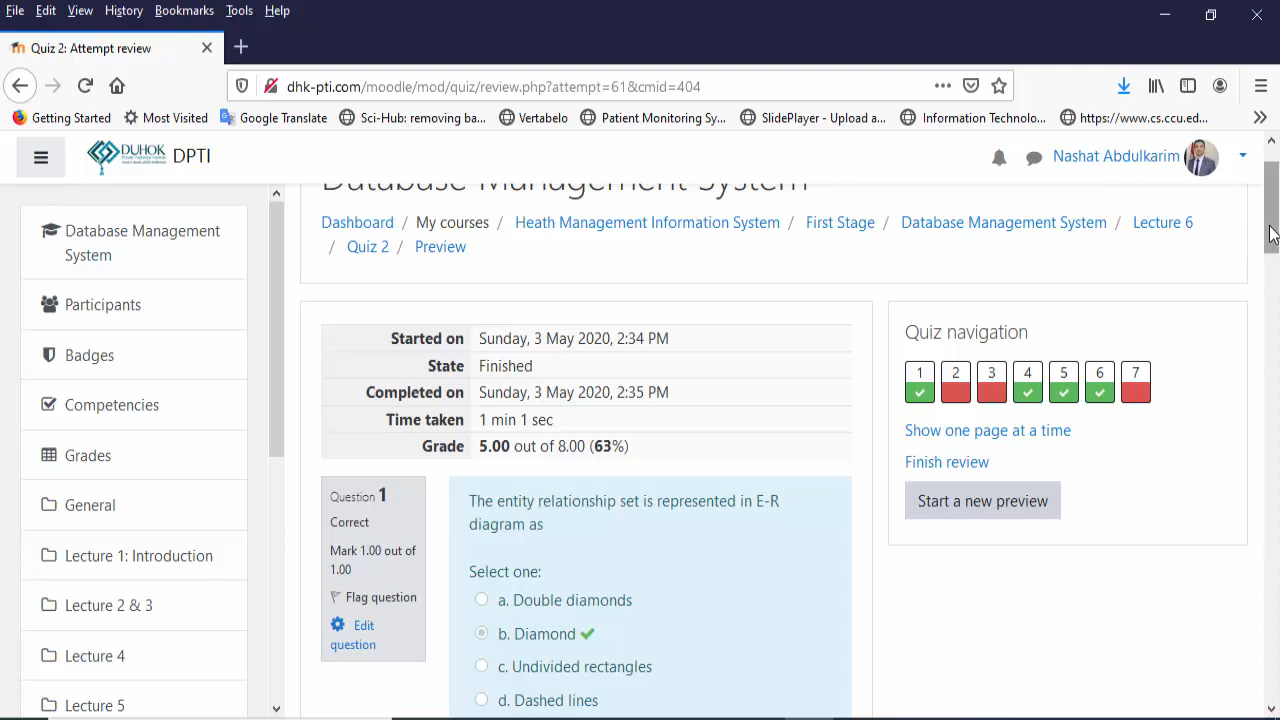 File Edit View History Bookmarks Tools Help
Quiz 2: Attempt review
dhk-pti.com/moodle/mod/quiz/review.php?attempt=61&cmid=404
Getting Started Most Visited Google Translate Sci-Hub: removing ba... Vertabelo Patient Monitoring Sy... SlidePlayer - Upload a... Information Technolo... https://www.cs.ccu.ed...
DUHOK DPTI Nashat Abdulkarim
Database Management System
Dashboard / My courses / Heath Management Information System / First Stage / Database Management System / Lecture 6
/ Quiz 2 / Preview
Database Management
System
Participants
Badges
Competencies
Grades
General
Lecture 1: Introduction
Lecture 2 & 3
Lecture 4
Lecture 5
Started on Sunday, 3 May 2020, 2:34 PM
State Finished
Completed on Sunday, 3 May 2020, 2:35 PM
Time taken 1 min 1 sec
Grade 5.00 out of 8.00 (63%)
Question 1
Correct
Mark 1.00 out of
1.00
Flag question
Edit
question
The entity relationship set is represented in E-R
diagram as
Select one:
a. Double diamonds
b. Diamond
c. Undivided rectangles
d. Dashed lines
Quiz navigation
1 2 3 4 5 6 7
Show one page at a time
Finish review
Start a new preview